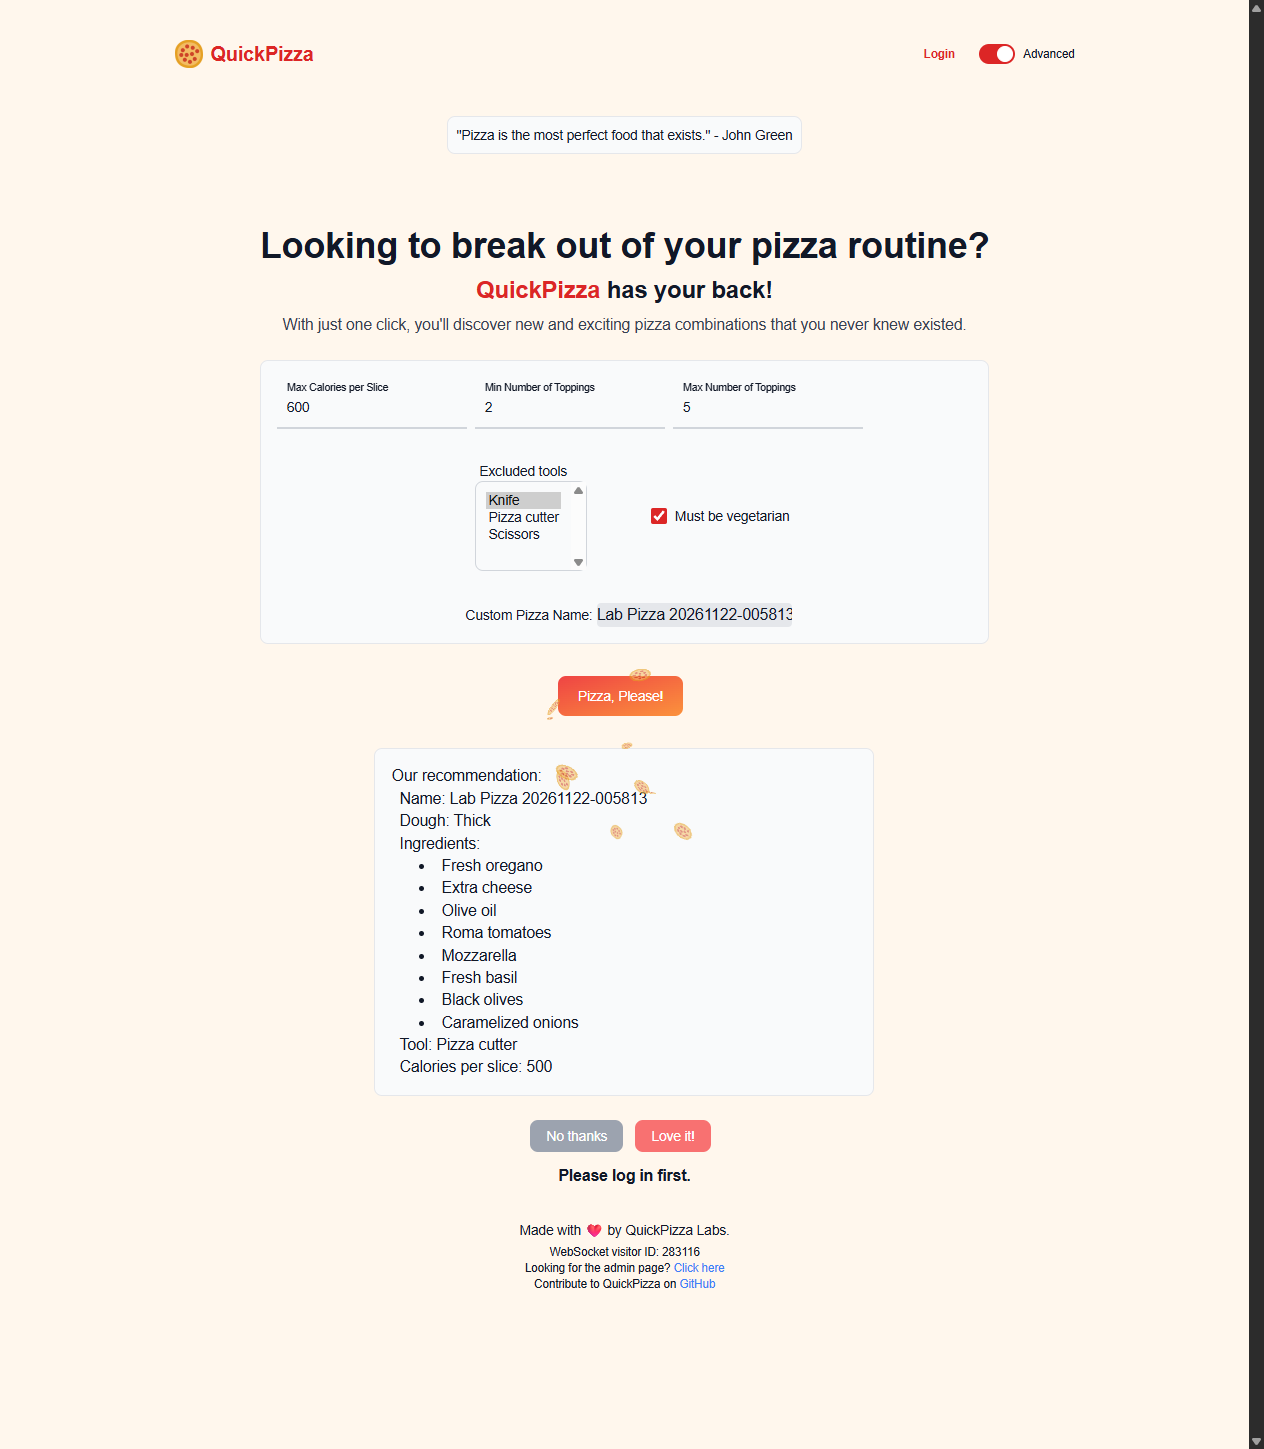 QuickPizza
Login
Advanced
"Pizza is the most perfect food that exists." - John Green
Looking to break out of your pizza routine?
QuickPizza has your back!
With just one click, you'll discover new and exciting pizza combinations that you never knew existed.
Max Calories per Slice
600
Min Number of Toppings
2
Max Number of Toppings
5
Excluded tools
Knife
Pizza cutter
Scissors
Must be vegetarian
Custom Pizza Name: Lab Pizza 20261122-005813
Pizza, Please!
Our recommendation:
Name: Lab Pizza 20261122-005813
Dough: Thick
Ingredients:
• Fresh oregano
• Extra cheese
• Olive oil
• Roma tomatoes
• Mozzarella
• Fresh basil
• Black olives
• Caramelized onions
Tool: Pizza cutter
Calories per slice: 500
No thanks
Love it!
Please log in first.
Made with ❤️ by QuickPizza Labs.
WebSocket visitor ID: 283116
Looking for the admin page? Click here
Contribute to QuickPizza on GitHub